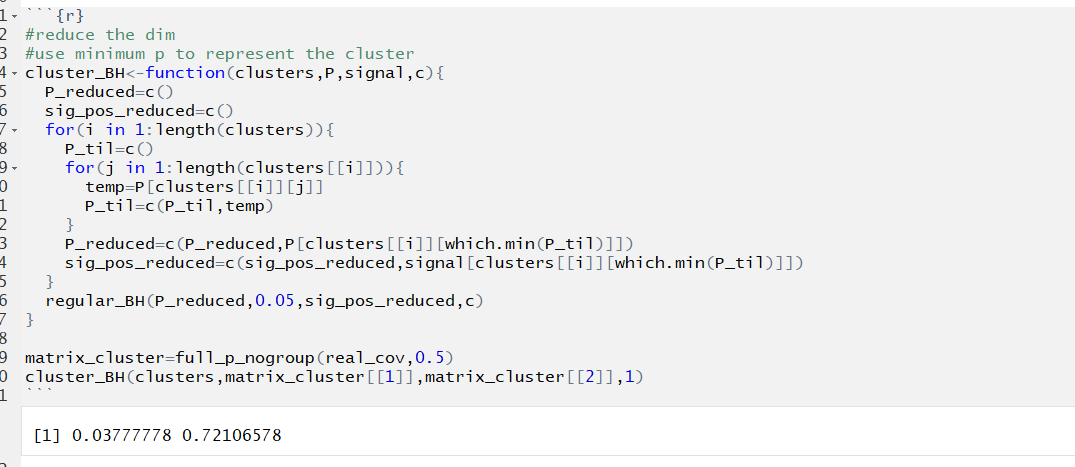 1 ```{r}
2 #reduce the dim
3 #use minimum p to represent the cluster
4 cluster_BH<-function(clusters,P,signal,c){
5 P_reduced=c()
6 sig_pos_reduced=c()
7 for(i in 1:length(clusters)){
8 P_til=c()
9 for(j in 1:length(clusters[[i]])){
0 temp=P[clusters[[i]][j]]
1 P_til=c(P_til,temp)
2 }
3 P_reduced=c(P_reduced,P[clusters[[i]][which.min(P_til)]])
4 sig_pos_reduced=c(sig_pos_reduced,signal[clusters[[i]][which.min(P_til)]])
5 }
6 regular_BH(P_reduced,0.05,sig_pos_reduced,c)
7 }
8
9 matrix_cluster=full_p_nogroup(real_cov,0.5)
0 cluster_BH(clusters,matrix_cluster[[1]],matrix_cluster[[2]],1)
1 ```
[1] 0.03777778 0.72106578